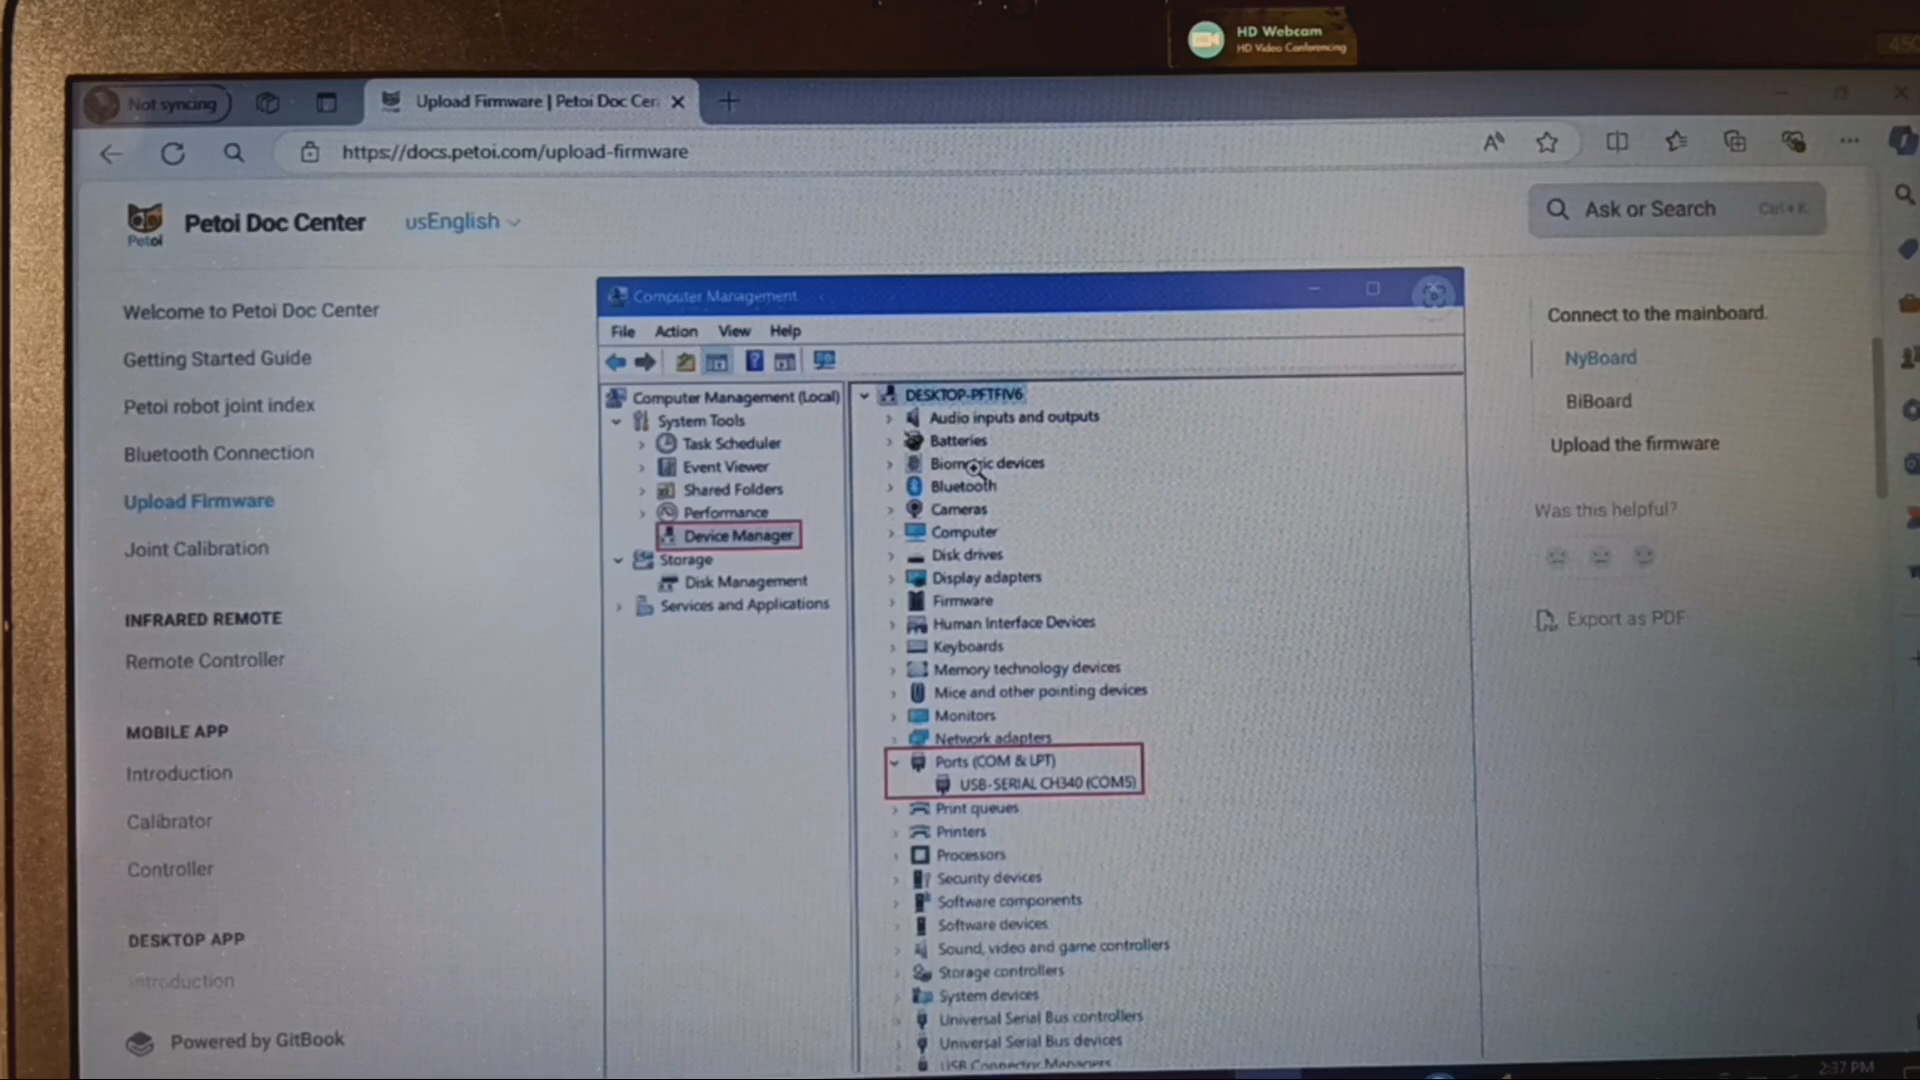 HD Webcam
HD Video Conferencing
Not syncing
Upload Firmware | Petoi Doc Cen
https://docs.petoi.com/upload-firmware
Petoi
Petoi Doc Center
usEnglish
Ask or Search
Ctrl+K
Welcome to Petoi Doc Center
Getting Started Guide
Petoi robot joint index
Bluetooth Connection
Upload Firmware
Joint Calibration
INFRARED REMOTE
Remote Controller
MOBILE APP
Introduction
Calibrator
Controller
DESKTOP APP
Introduction
Powered by GitBook
Computer Management
File Action View Help
Computer Management (Local)
System Tools
Task Scheduler
Event Viewer
Shared Folders
Performance
Device Manager
Storage
Disk Management
Services and Applications
DESKTOP-PFTFIV6
Audio inputs and outputs
Batteries
Biometric devices
Bluetooth
Cameras
Computer
Disk drives
Display adapters
Firmware
Human Interface Devices
Keyboards
Memory technology devices
Mice and other pointing devices
Monitors
Network adapters
Ports (COM & LPT)
USB-SERIAL CH340 (COM5)
Print queues
Printers
Processors
Security devices
Software components
Software devices
Sound, video and game controllers
Storage controllers
System devices
Universal Serial Bus controllers
Universal Serial Bus devices
USB Connector Managers
Connect to the mainboard.
NyBoard
BiBoard
Upload the firmware
Was this helpful?
Export as PDF
2:37 PM